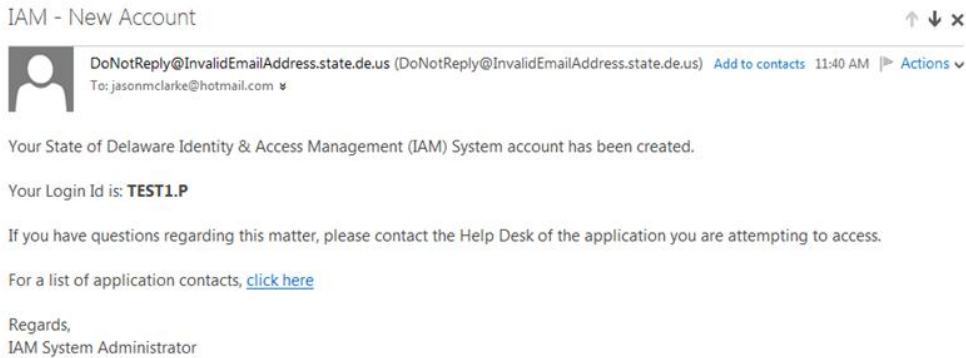 IAM - New Account
DoNotReply@InvalidEmailAddress.state.de.us (DoNotReply@InvalidEmailAddress.state.de.us) Add to contacts 11:40 AM Actions
To: jasonmclarke@hotmail.com
Your State of Delaware Identity & Access Management (IAM) System account has been created.
Your Login Id is: TEST1.P
If you have questions regarding this matter, please contact the Help Desk of the application you are attempting to access.
For a list of application contacts, click here
Regards,
IAM System Administrator